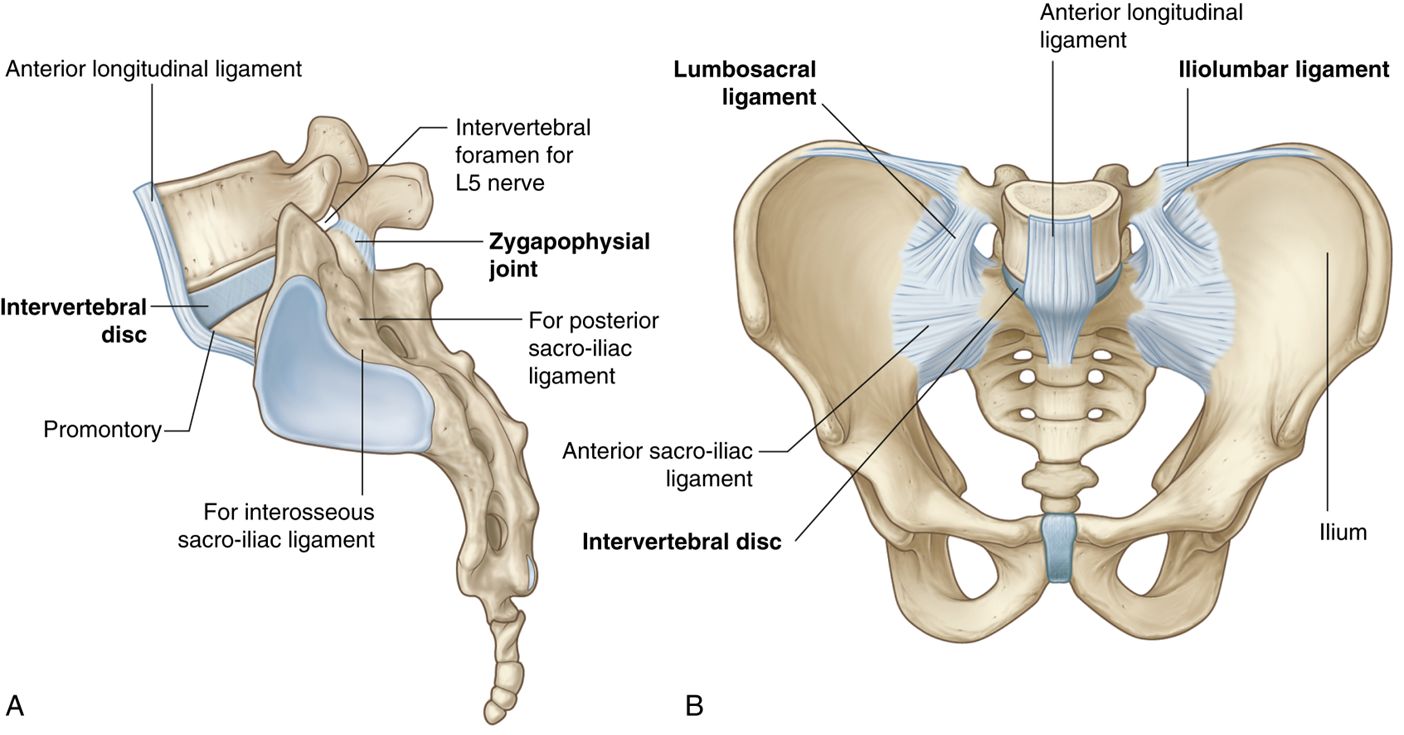 Anterior longitudinal ligament
Intervertebral
foramen for
L5 nerve
Zygapophysial
joint
Intervertebral
disc
For posterior
sacro-iliac
ligament
Promontory
For interosseous
sacro-iliac ligament
A
Anterior longitudinal
ligament
Lumbosacral
ligament
Iliolumbar ligament
Anterior sacro-iliac
ligament
Intervertebral disc
Ilium
B